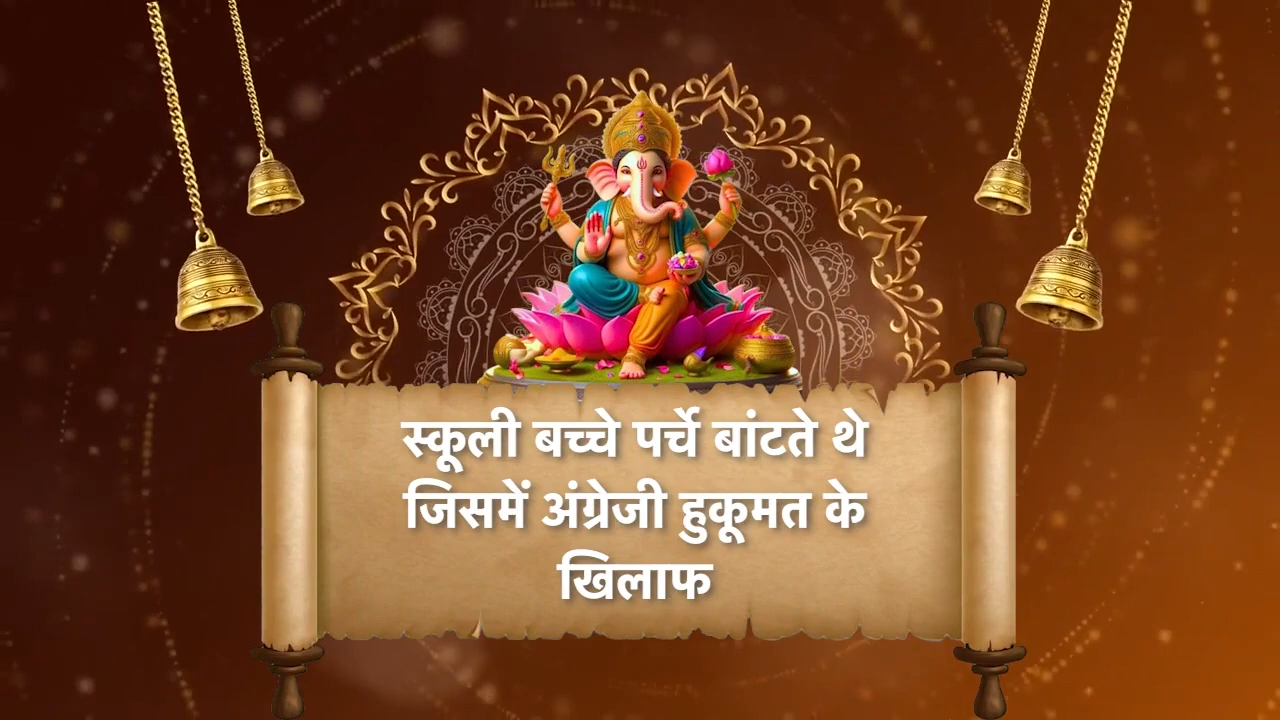 स्कूली बच्चे पर्चे बांटते थे
जिसमें अंग्रेजी हुकूमत के
खिलाफ